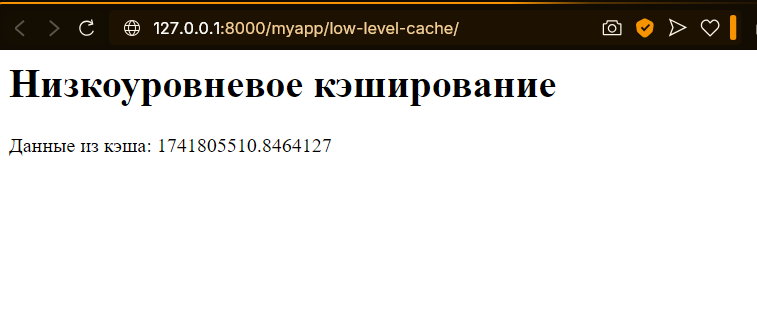 127.0.0.1:8000/myapp/low-level-cache/
Низкоуровневое кэширование
Данные из кэша: 1741805510.8464127